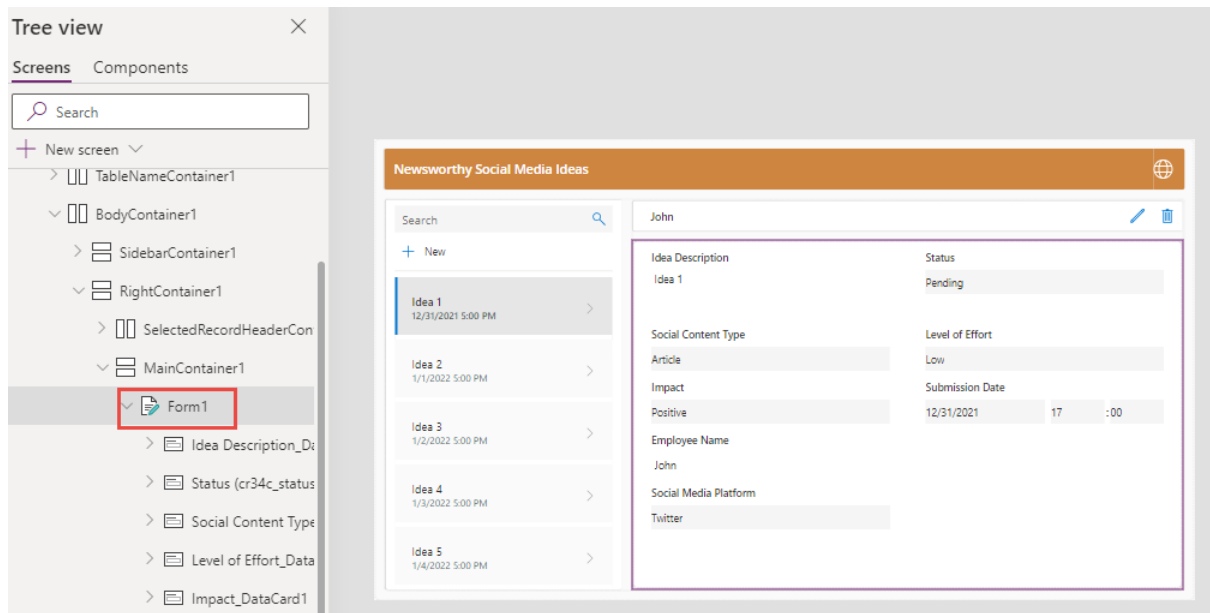 Tree view
Screens Components
Search
New screen
TableNameContainer1
BodyContainer1
SidebarContainer1
RightContainer1
SelectedRecordHeaderCon
MainContainer1
Form1
Idea Description_Da
Status (cr34c_status
Social Content Type
Level of Effort_Data
Impact_DataCard1
Newsworthy Social Media Ideas
Search
New
Idea 1
12/31/2021 5:00 PM
Idea 2
1/1/2022 5:00 PM
Idea 3
1/2/2022 5:00 PM
Idea 4
1/3/2022 5:00 PM
Idea 5
1/4/2022 5:00 PM
John
Idea Description Status
Idea 1 Pending
Social Content Type Level of Effort
Article Low
Impact Submission Date
Positive 12/31/2021 17 :00
Employee Name
John
Social Media Platform
Twitter